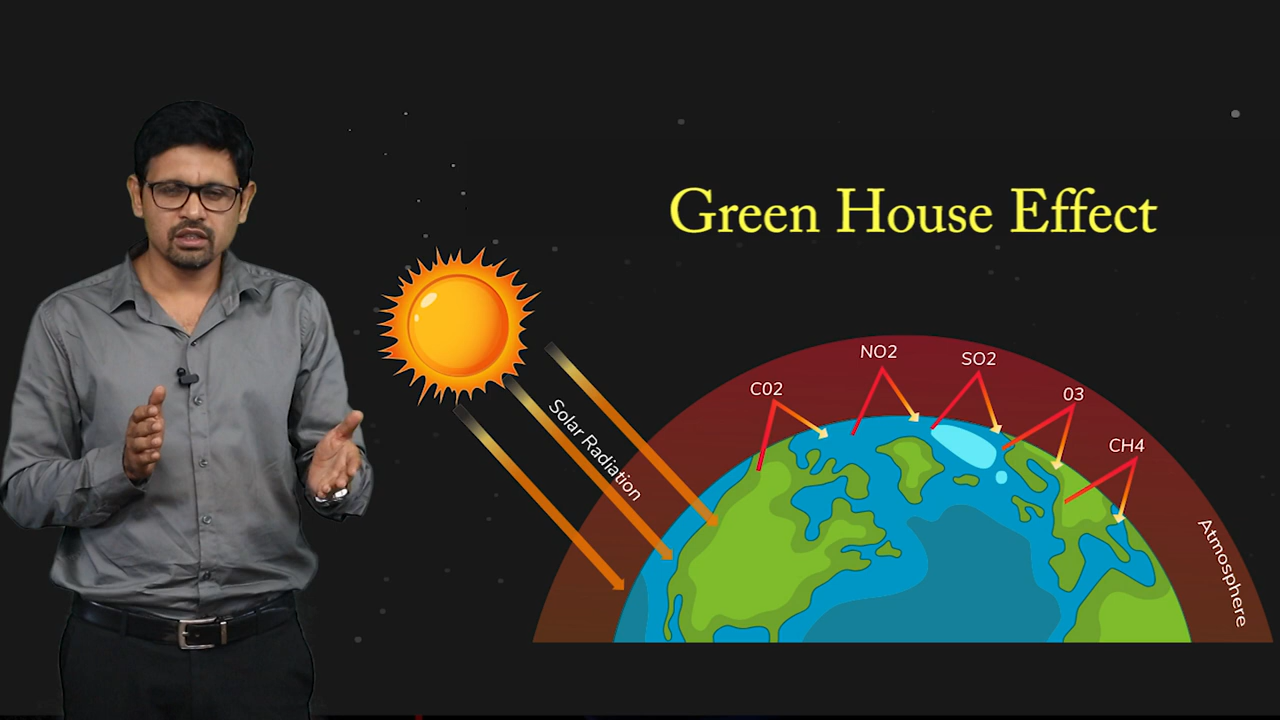 Green House Effect
Solar Radiation
C02
NO2
SO2
03
CH4
Atmosphere